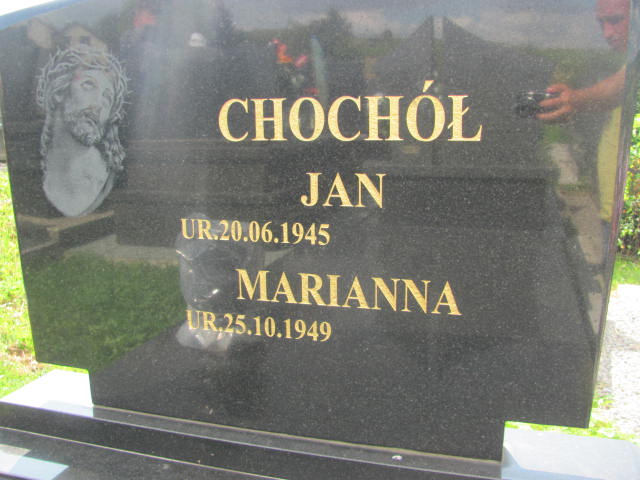 CHOCHÓŁ
JAN
UR.20.06.1945
MARIANNA
UR.25.10.1949